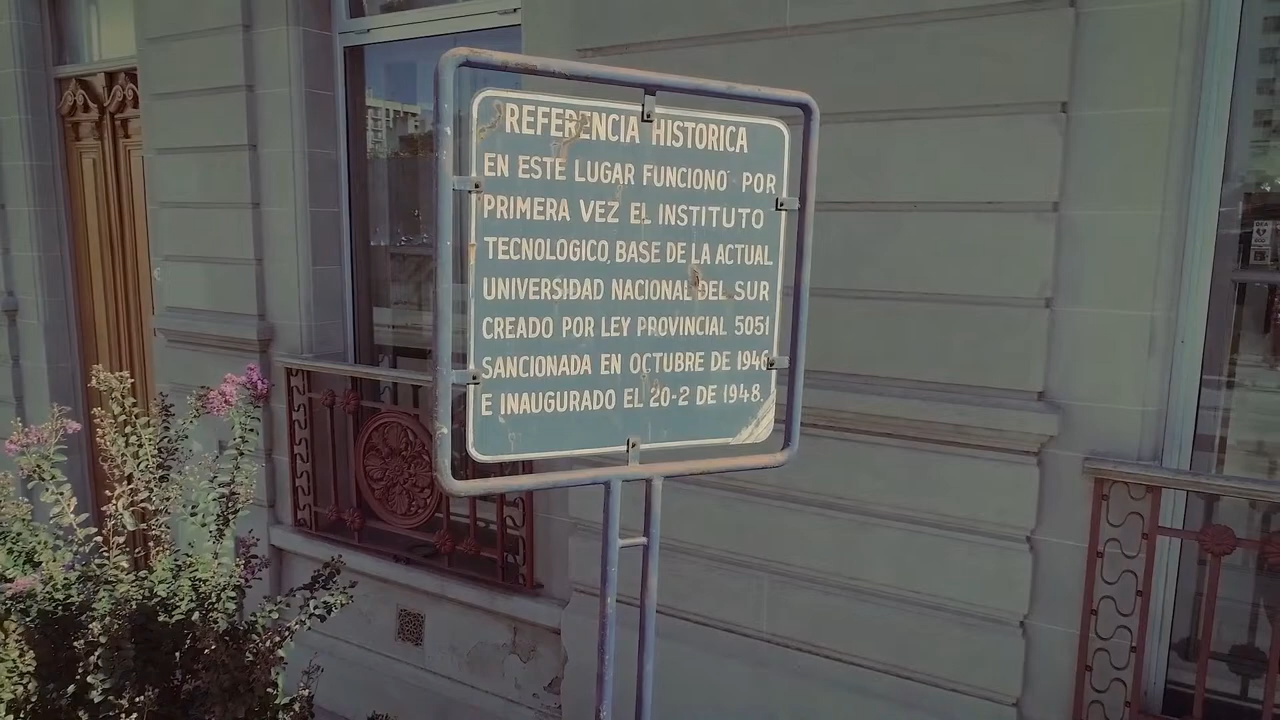 REFERENCIA HISTORICA
EN ESTE LUGAR FUNCIONO POR
PRIMERA VEZ EL INSTITUTO
TECNOLOGICO, BASE DE LA ACTUAL
UNIVERSIDAD NACIONAL DEL SUR
CREADO POR LEY PROVINCIAL 5051
SANCIONADA EN OCTUBRE DE 1946
E INAUGURADO EL 20-2 DE 1948.
DEA